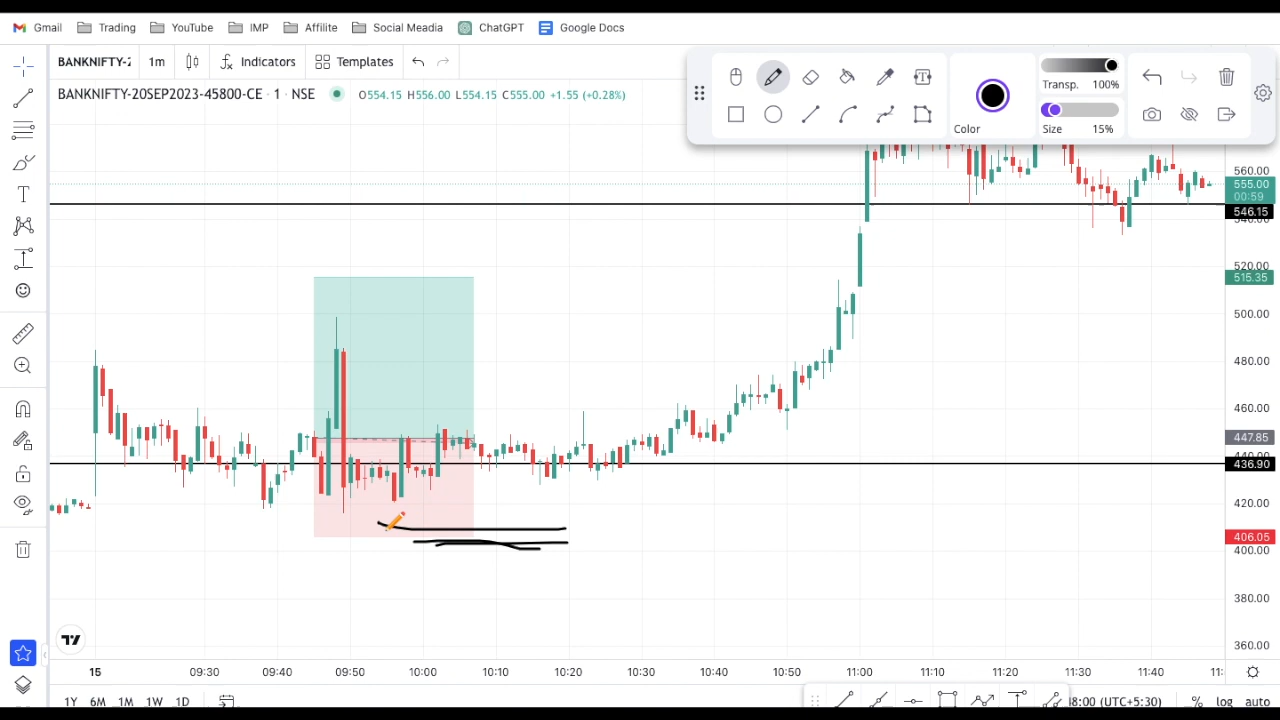 Gmail Trading YouTube IMP Affilite Social Meadia ChatGPT Google Docs
BANKNIFTY-2 1m Indicators Templates
BANKNIFTY-20SEP2023-45800-CE · 1 · NSE O554.15 H556.00 L554.15 C555.00 +1.55 (+0.28%)
Transp. 100%
Color
Size 15%
560.00
555.00
00:59
546.15
540.00
520.00
515.35
500.00
480.00
460.00
447.85
440.00
436.90
420.00
406.05
400.00
380.00
360.00
15 09:30 09:40 09:50 10:00 10:10 10:20 10:30 10:40 10:50 11:00 11:10 11:20 11:30 11:40 11:
1Y 6M 1M 1W 1D
8:00 (UTC+5:30) % log auto